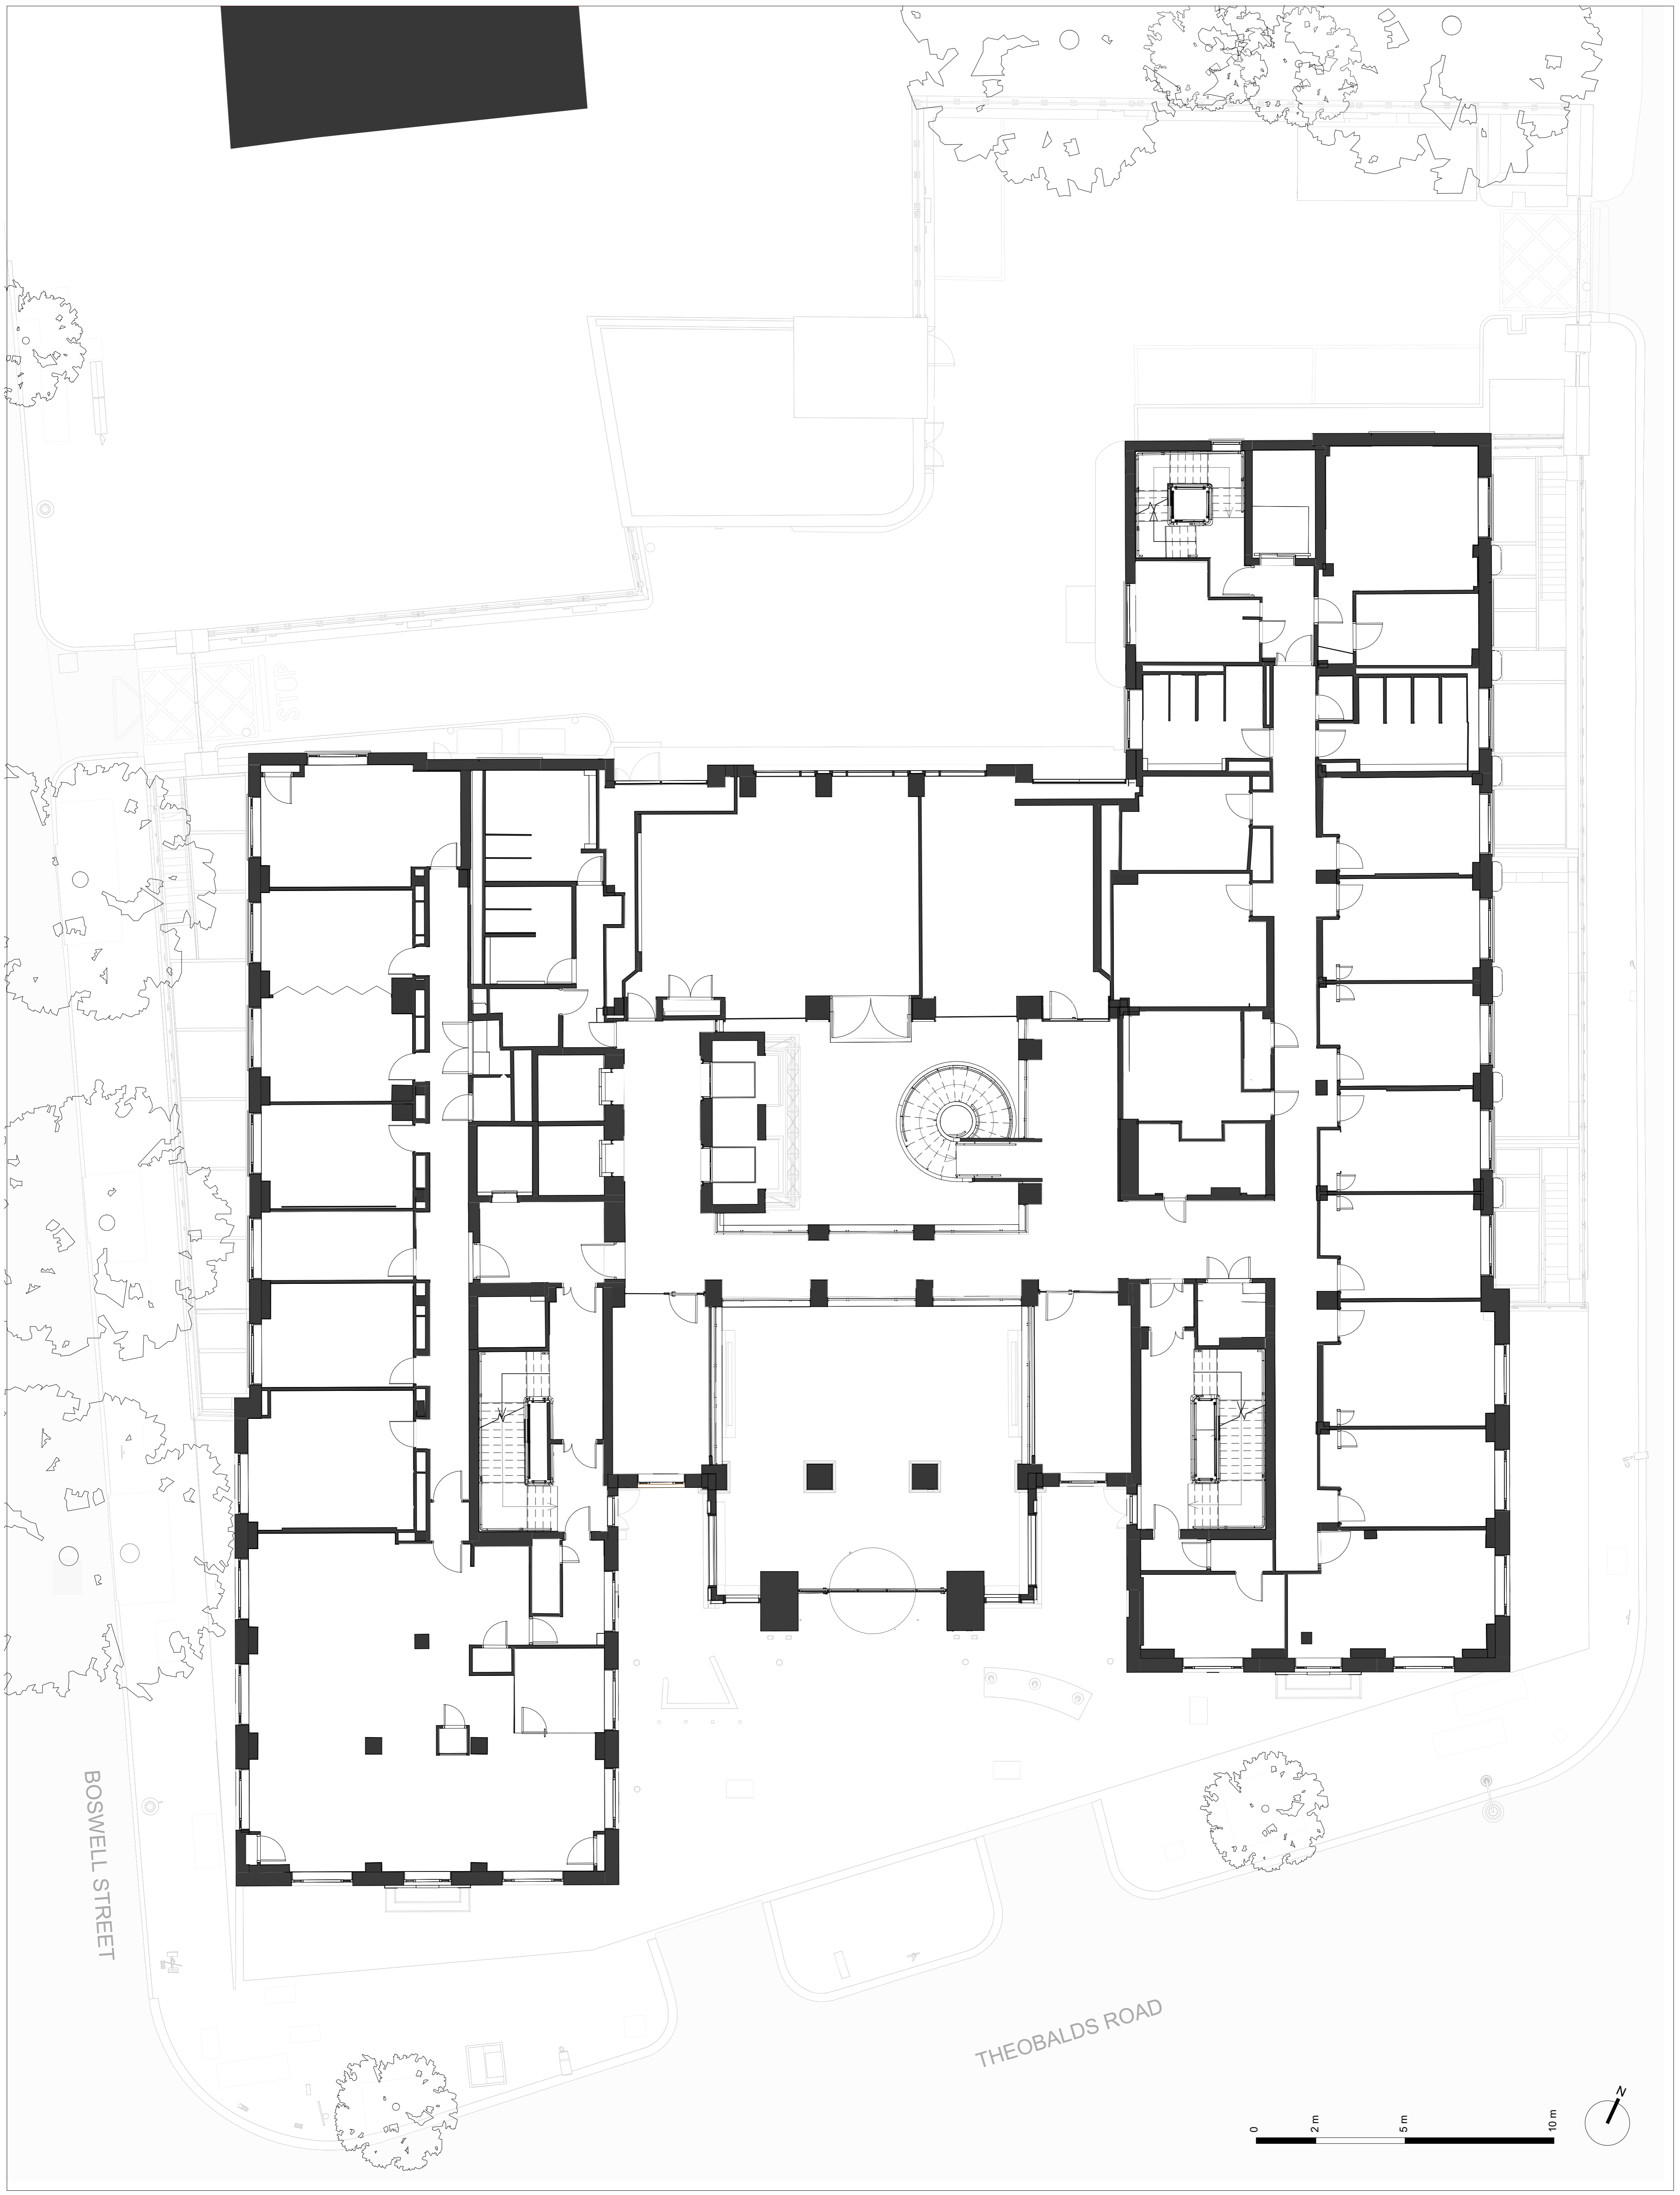 STOP
BOSWELL STREET
THEOBALDS ROAD
N
0
2 m
5 m
10 m